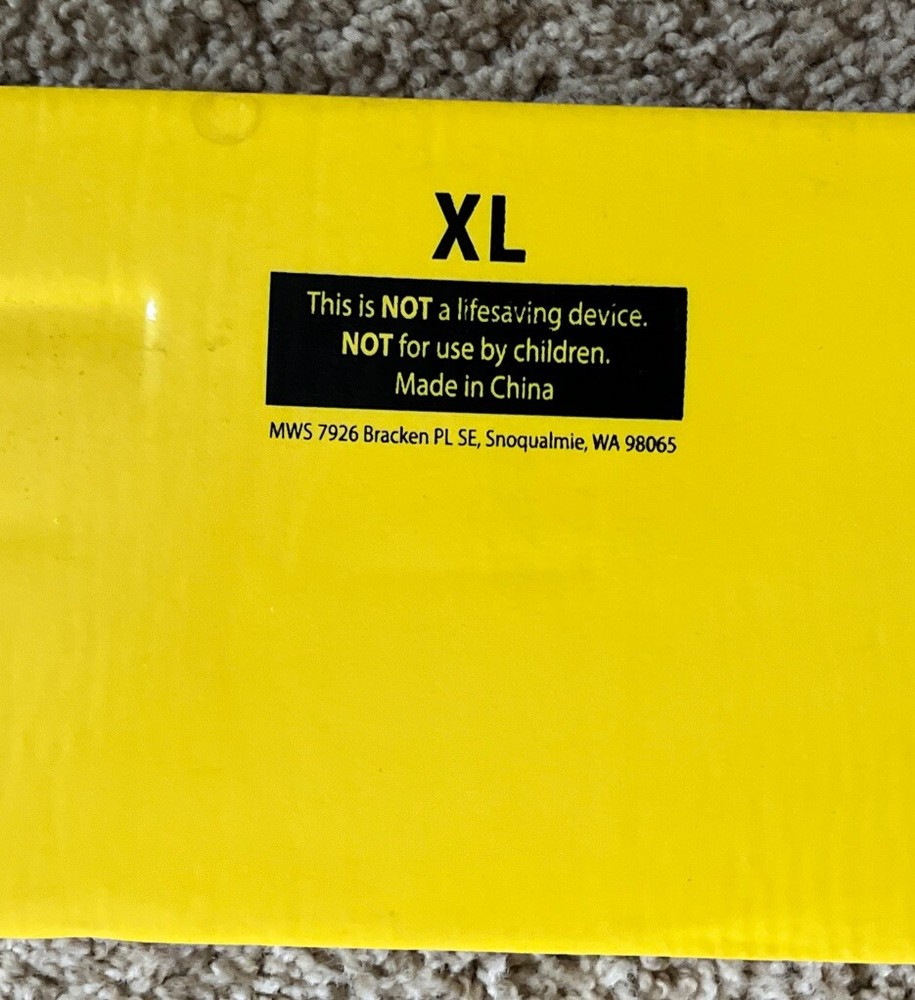 XL
This is NOT a lifesaving device.
NOT for use by children.
Made in China
MWS 7926 Bracken PL SE, Snoqualmie, WA 98065